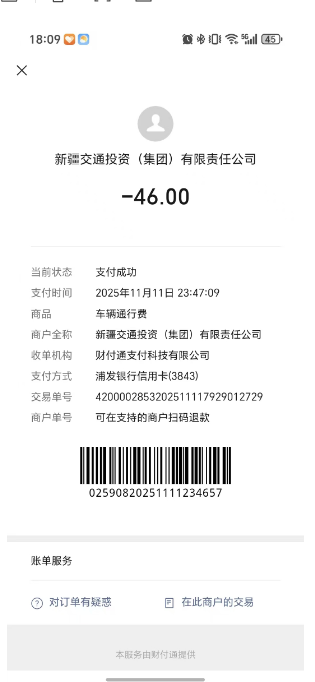 18:09
5G
45
新疆交通投资（集团）有限责任公司
-46.00
当前状态 支付成功
支付时间 2025年11月11日 23:47:09
商品 车辆通行费
商户全称 新疆交通投资（集团）有限责任公司
收单机构 财付通支付科技有限公司
支付方式 浦发银行信用卡(3843)
交易单号 4200002853202511117929012729
商户单号 可在支持的商户扫码退款
02590820251111234657
账单服务
对订单有疑惑
在此商户的交易
本服务由财付通提供